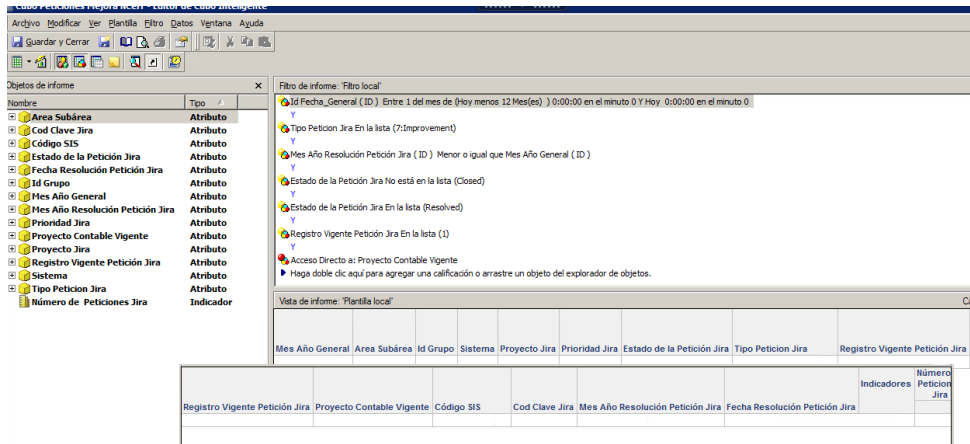 Cubo Peticiones Mejora NCerr - Editor de Cubo Inteligente
Archivo Modificar Ver Plantilla Filtro Datos Ventana Ayuda
Guardar y Cerrar
Objetos de informe
Nombre Tipo
Area Subárea Atributo
Cod Clave Jira Atributo
Código SIS Atributo
Estado de la Petición Jira Atributo
Fecha Resolución Petición Jira Atributo
Id Grupo Atributo
Mes Año General Atributo
Mes Año Resolución Petición Jira Atributo
Prioridad Jira Atributo
Proyecto Contable Vigente Atributo
Proyecto Jira Atributo
Registro Vigente Petición Jira Atributo
Sistema Atributo
Tipo Peticion Jira Atributo
Número de Peticiones Jira Indicador
Filtro de informe: 'Filtro local'
Id Fecha_General ( ID ) Entre 1 del mes de (Hoy menos 12 Mes(es) ) 0:00:00 en el minuto 0 Y Hoy 0:00:00 en el minuto 0
Y
Tipo Peticion Jira En la lista (7:Improvement)
Y
Mes Año Resolución Petición Jira ( ID ) Menor o igual que Mes Año General ( ID )
Y
Estado de la Petición Jira No está en la lista (Closed)
Y
Estado de la Petición Jira En la lista (Resolved)
Y
Registro Vigente Petición Jira En la lista (1)
Y
Acceso Directo a: Proyecto Contable Vigente
Haga doble clic aquí para agregar una calificación o arrastre un objeto del explorador de objetos.
Vista de informe: 'Plantilla local'
Mes Año General Area Subárea Id Grupo Sistema Proyecto Jira Prioridad Jira Estado de la Petición Jira Tipo Peticion Jira Registro Vigente Petición Jira
Registro Vigente Petición Jira Proyecto Contable Vigente Código SIS Cod Clave Jira Mes Año Resolución Petición Jira Fecha Resolución Petición Jira Indicadores Número
Peticion
Jira